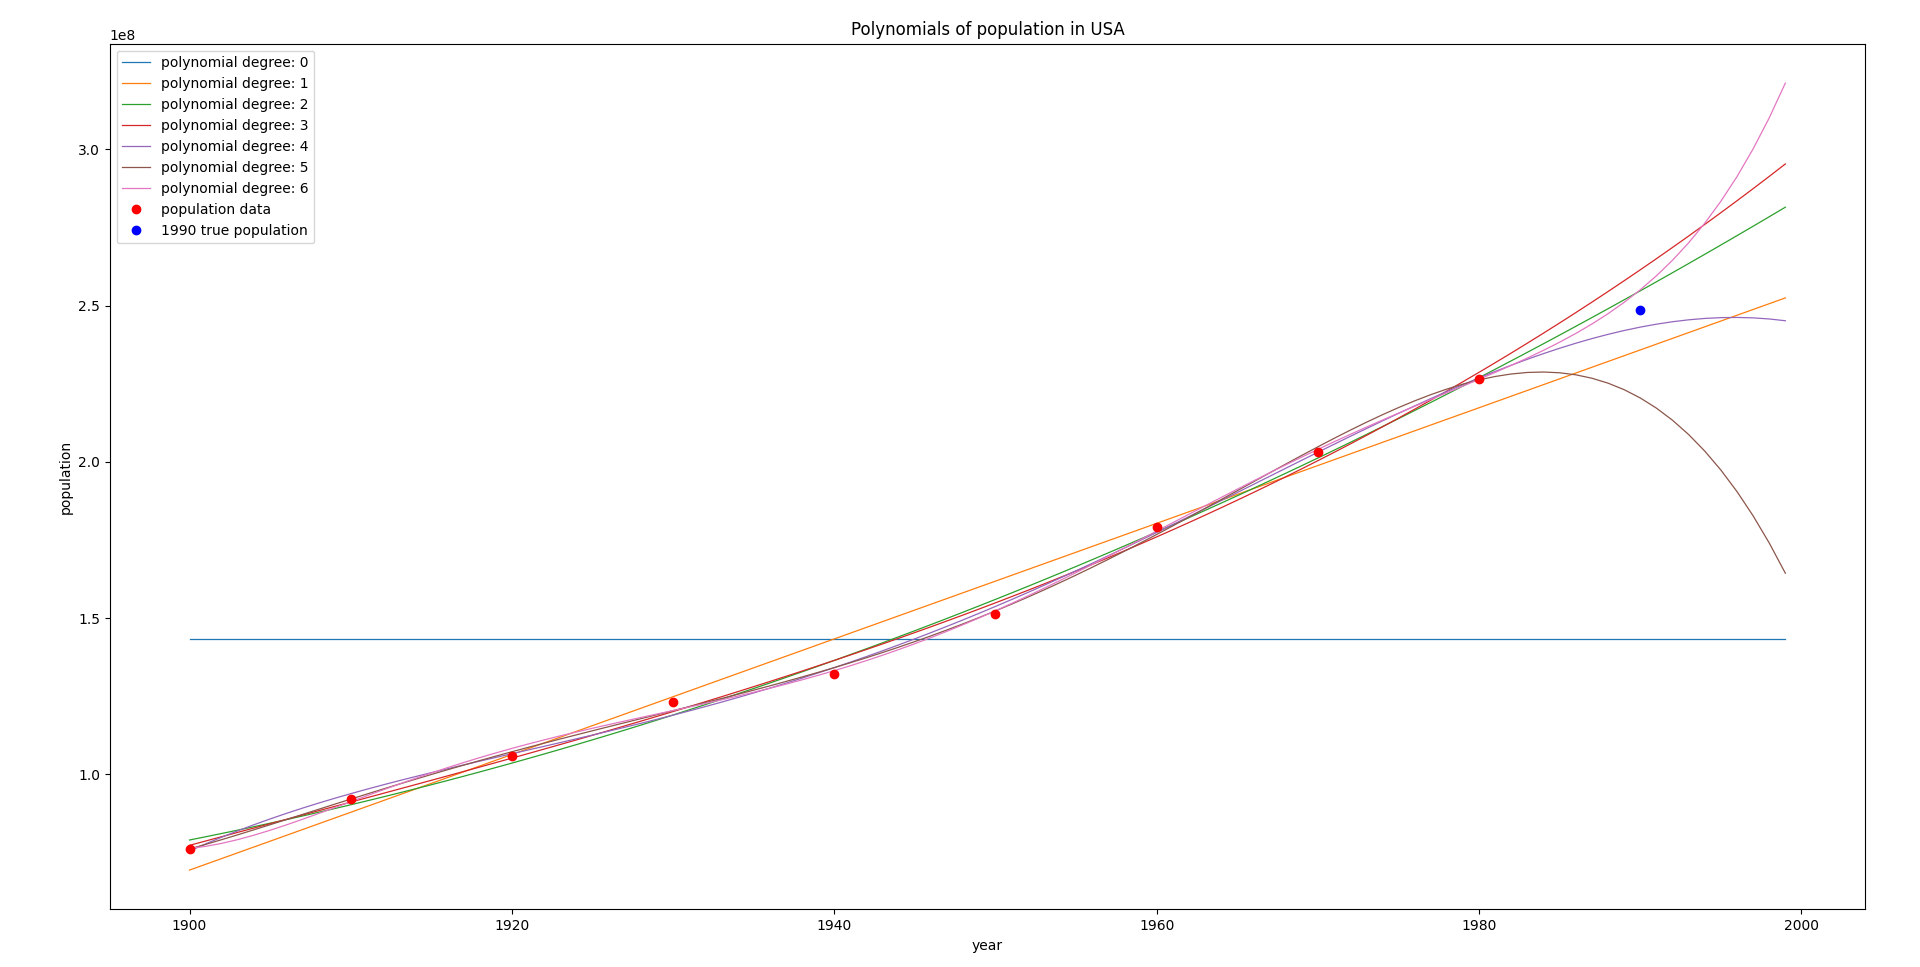 Polynomials of population in USA
1e8
polynomial degree: 0
polynomial degree: 1
polynomial degree: 2
polynomial degree: 3
polynomial degree: 4
polynomial degree: 5
polynomial degree: 6
population data
1990 true population
3.0
2.5
2.0
1.5
1.0
population
1900 1920 1940 1960 1980 2000
year